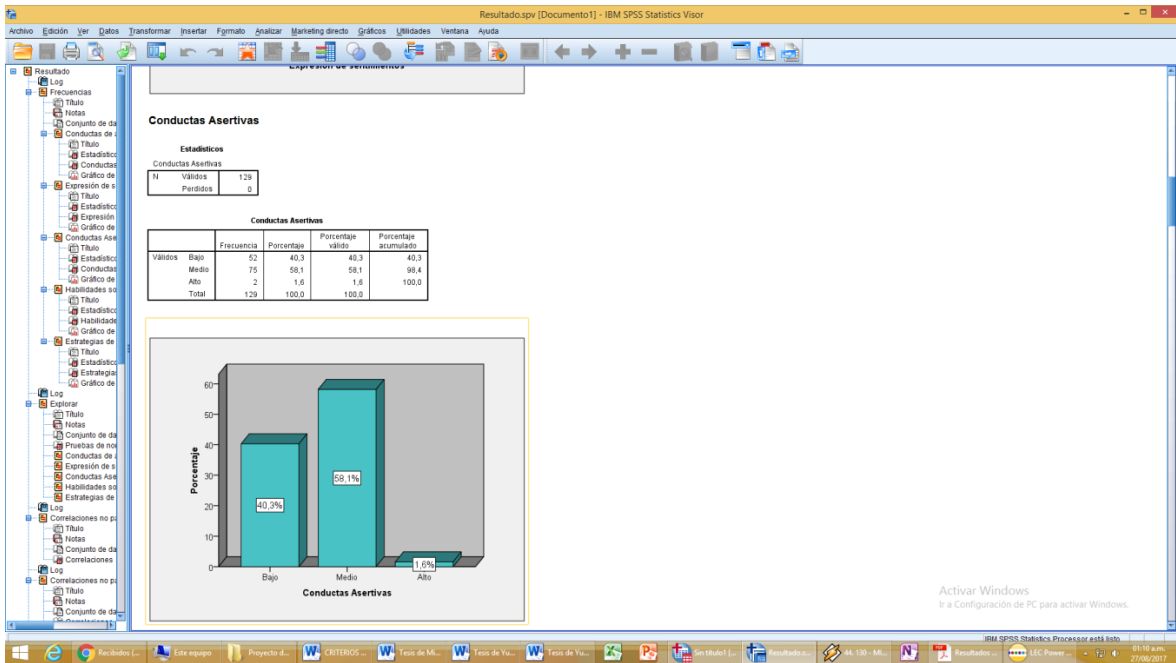 Resultado.spv [Documento1] - IBM SPSS Statistics Visor
Archivo Edición Ver Datos Transformar Insertar Formato Analizar Marketing directo Gráficos Utilidades Ventana Ayuda
Resultado
Log
Frecuencias
Título
Notas
Conjunto de da
Conductas de a
Título
Estadístico
Conductas
Gráfico de
Expresión de s
Título
Estadístico
Expresión
Gráfico de
Conductas Ase
Título
Estadístico
Conductas
Gráfico de
Habilidades so
Título
Estadístico
Habilidade
Gráfico de
Estrategias de
Título
Estadístico
Estrategias
Gráfico de
Log
Explorar
Título
Notas
Conjunto de da
Pruebas de nor
Conductas de a
Expresión de s
Conductas Ase
Habilidades so
Estrategias de
Log
Correlaciones no pa
Título
Notas
Conjunto de da
Correlaciones
Log
Correlaciones no pa
Título
Notas
Conjunto de da
Expresión de sentimientos
Conductas Asertivas
Estadísticos
Conductas Asertivas
N Válidos 129
Perdidos 0
Conductas Asertivas
Frecuencia Porcentaje Porcentaje válido Porcentaje acumulado
Válidos Bajo 52 40,3 40,3 40,3
Medio 75 58,1 58,1 98,4
Alto 2 1,6 1,6 100,0
Total 129 100,0 100,0
Porcentaje
60
50
40
30
20
10
0
40,3%
58,1%
1,6%
Bajo Medio Alto
Conductas Asertivas
Activar Windows
Ir a Configuración de PC para activar Windows.
IBM SPSS Statistics Processor está listo
Recibidos (... Este equipo Proyecto d... CRITERIOS ... Tesis de Mi... Tesis de Yu... Tesis de Yu... Tesis de Yu... Sin título1 [... Resultado.s... 44. 130 - Mi... Resultados ... LEC Power ...
01:10 a.m.
27/08/2017